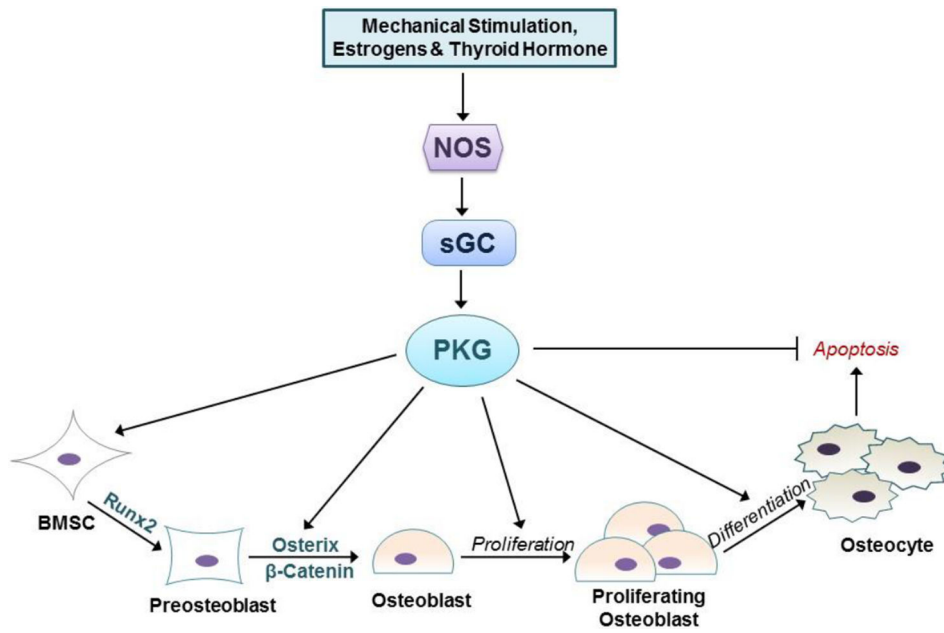 Mechanical Stimulation,
Estrogens & Thyroid Hormone
NOS
sGC
PKG
Apoptosis
BMSC
Runx2
Preosteoblast
Osterix
β-Catenin
Osteoblast
Proliferation
Proliferating
Osteoblast
Differentiation
Osteocyte